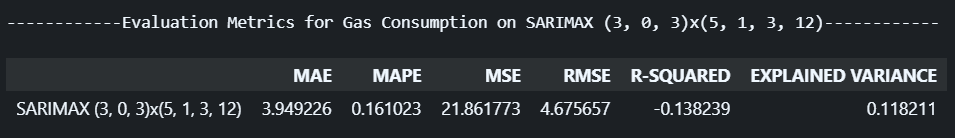 ------------Evaluation Metrics for Gas Consumption on SARIMAX (3, 0, 3)x(5, 1, 3, 12)------------
MAE MAPE MSE RMSE R-SQUARED EXPLAINED VARIANCE
SARIMAX (3, 0, 3)x(5, 1, 3, 12) 3.949226 0.161023 21.861773 4.675657 -0.138239 0.118211